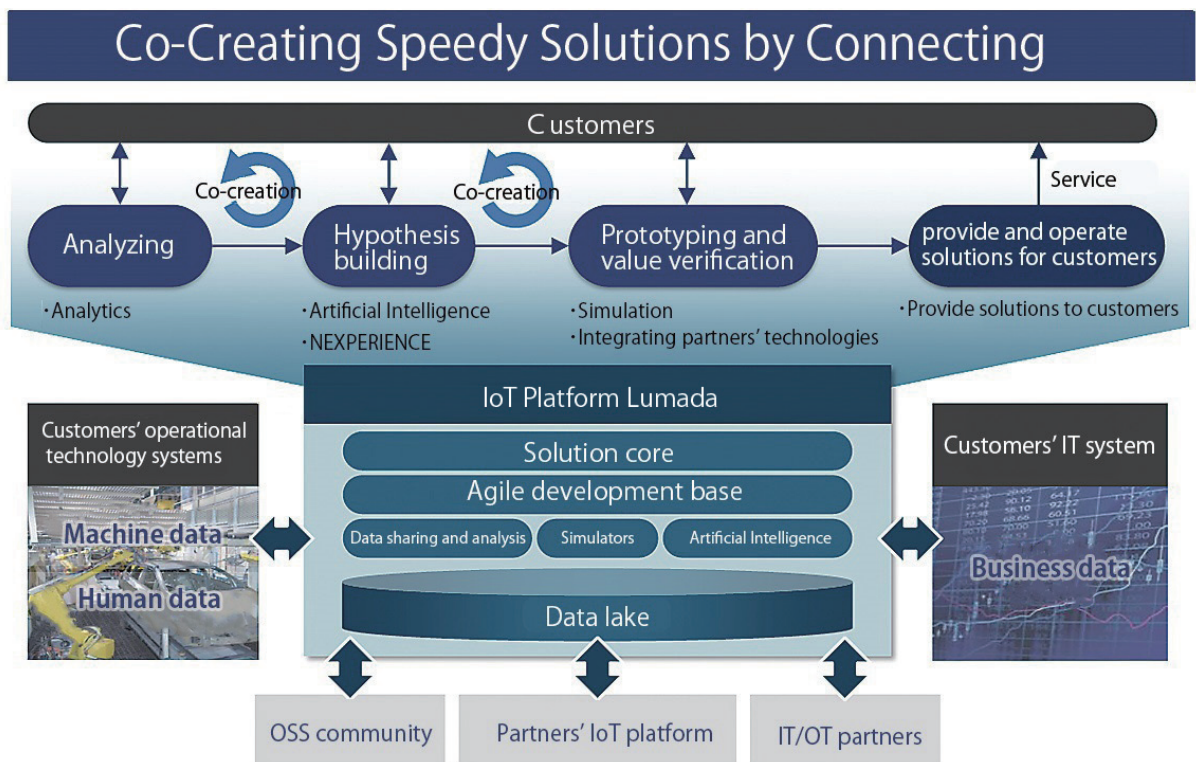 Co-Creating Speedy Solutions by Connecting
Customers
Co-creation
Co-creation
Service
Analyzing
Hypothesis
building
Prototyping and
value verification
provide and operate
solutions for customers
・Analytics
・Artificial Intelligence
・NEXPERIENCE
・Simulation
・Integrating partners’ technologies
・Provide solutions to customers
IoT Platform Lumada
Customers’ operational
technology systems
Machine data
Human data
Solution core
Agile development base
Data sharing and analysis
Simulators
Artificial Intelligence
Data lake
Customers’ IT system
Business data
OSS community
Partners’ IoT platform
IT/OT partners